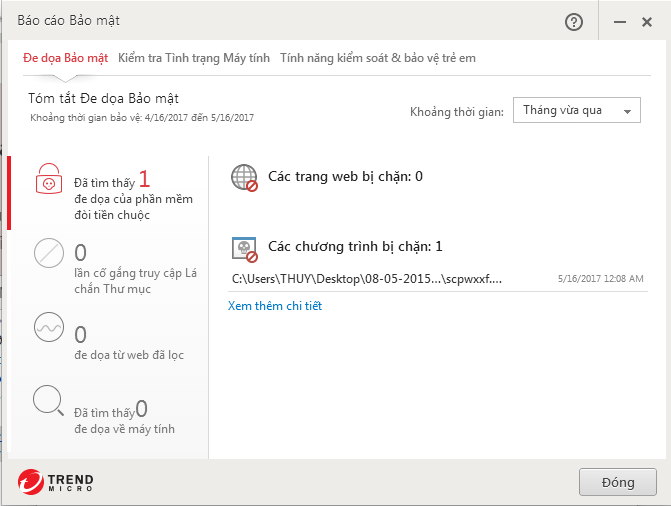 Báo cáo Bảo mật
Đe dọa Bảo mật Kiểm tra Tình trạng Máy tính Tính năng kiểm soát & bảo vệ trẻ em
Tóm tắt Đe dọa Bảo mật
Khoảng thời gian bảo vệ: 4/16/2017 đến 5/16/2017
Khoảng thời gian: Tháng vừa qua
Đã tìm thấy 1
đe dọa của phần mềm
đòi tiền chuộc
0
lần cố gắng truy cập Lá
chắn Thư mục
0
đe dọa từ web đã lọc
Đã tìm thấy 0
đe dọa về máy tính
Các trang web bị chặn: 0
Các chương trình bị chặn: 1
C:\Users\THUY\Desktop\08-05-2015...\scpwxxf.... 5/16/2017 12:08 AM
Xem thêm chi tiết
TREND
MICRO
Đóng